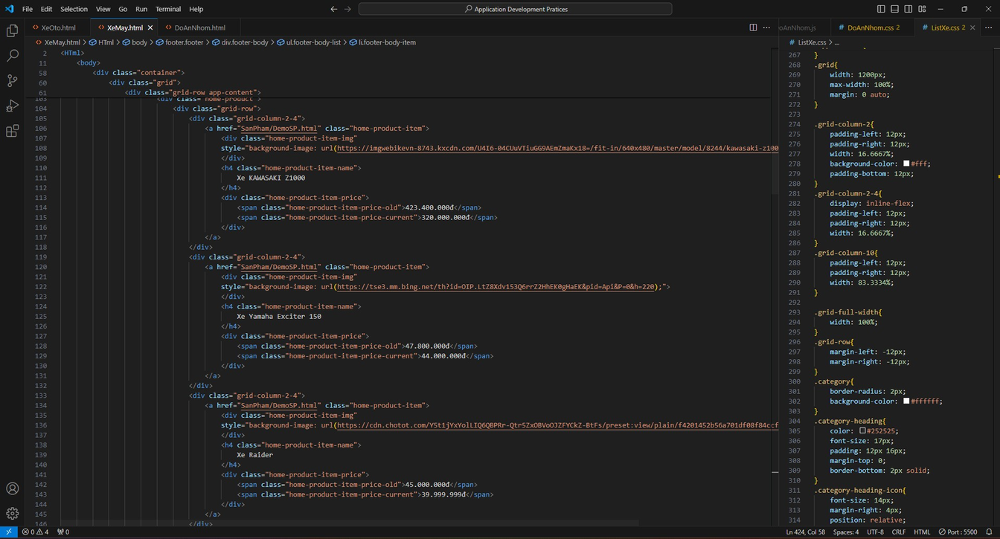 File Edit Selection View Go Run Terminal Help
Application Development Pratices
XeOto.html XeMay.html DoAnNhom.html
XeMay.html > HTml > body > footer.footer > div.footer-body > ul.footer-body-list > li.footer-body-item
2 <HTml>
11 <body>
58 <div class="container">
60 <div class="grid">
61 <div class="grid-row app-content">
103 <div class="home-product">
104 <div class="grid-row">
105 <div class="grid-column-2-4">
106 <a href="SanPham/DemoSP.html" class="home-product-item">
107 <div class="home-product-item-img"
108 style="background-image: url(https://imgwebikevn-8743.kxcdn.com/U4I6-04CUuVTiuGG9AEmZmaKx18=/fit-in/640x480/master/model/8244/kawasaki-z100
109 </div>
110 <h4 class="home-product-item-name">
111 Xe KAWASAKI Z1000
112 </h4>
113 <div class="home-product-item-price">
114 <span class="home-product-item-price-old">423.400.000đ</span>
115 <span class="home-product-item-price-current">320.000.000đ</span>
116 </div>
117 </a>
118 </div>
119 <div class="grid-column-2-4">
120 <a href="SanPham/DemoSP.html" class="home-product-item">
121 <div class="home-product-item-img"
122 style="background-image: url(https://tse3.mm.bing.net/th?id=OIP.LtZ8Xdv153Q6rrZ2HhEK0gHaEK&pid=Api&P=0&h=220);">
123 </div>
124 <h4 class="home-product-item-name">
125 Xe Yamaha Exciter 150
126 </h4>
127 <div class="home-product-item-price">
128 <span class="home-product-item-price-old">47.800.000đ</span>
129 <span class="home-product-item-price-current">44.000.000đ</span>
130 </div>
131 </a>
132 </div>
133 <div class="grid-column-2-4">
134 <a href="SanPham/DemoSP.html" class="home-product-item">
135 <div class="home-product-item-img"
136 style="background-image: url(https://cdn.chotot.com/Y5t1jYxYolLIQ6QBPRr-Qtr5ZxOBVoOJZFYCkZ-BtFs/preset:view/plain/f4201452b56a701df08f84ccf
137 </div>
138 <h4 class="home-product-item-name">
139 Xe Raider
140 </h4>
141 <div class="home-product-item-price">
142 <span class="home-product-item-price-old">45.000.000đ</span>
143 <span class="home-product-item-price-current">39.999.999đ</span>
144 </div>
145 </a>
146 </div>
oAnNhom.js DoAnNhom.css 2 ListXe.css 2
ListXe.css > ...
267 }
268 .grid{
269 width: 1200px;
270 max-width: 100%;
271 margin: 0 auto;
272 }
273
274 .grid-column-2{
275 padding-left: 12px;
276 padding-right: 12px;
277 width: 16.6667%;
278 background-color: #fff;
279 padding-bottom: 12px;
280 }
281 .grid-column-2-4{
282 display: inline-flex;
283 padding-left: 12px;
284 padding-right: 12px;
285 width: 16.6667%;
286 }
287 .grid-column-10{
288 padding-left: 12px;
289 padding-right: 12px;
290 width: 83.3334%;
291 }
292
293 .grid-full-width{
294 width: 100%;
295 }
296 .grid-row{
297 margin-left: -12px;
298 margin-right: -12px;
299 }
300 .category{
301 border-radius: 2px;
302 background-color: #ffffff;
303 }
304 .category-heading{
305 color: #252525;
306 font-size: 17px;
307 padding: 12px 16px;
308 margin-top: 0;
309 border-bottom: 2px solid;
310 }
311 .category-heading-icon{
312 font-size: 14px;
313 margin-right: 4px;
314 position: relative;
0 4 0 Ln 424, Col 58 Spaces: 4 UTF-8 CRLF HTML Port : 5500